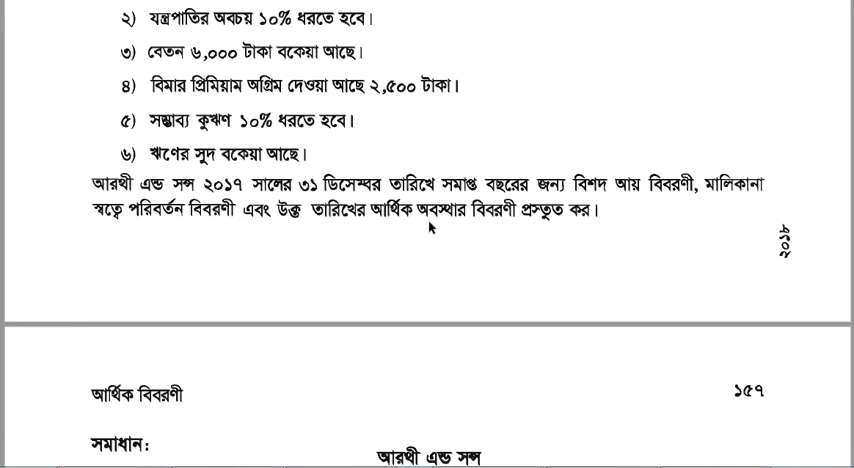 ২) যন্ত্রপাতির অবচয় ১০% ধরতে হবে।
৩) বেতন ৬,০০০ টাকা বকেয়া আছে।
৪) বিমার প্রিমিয়াম অগ্রিম দেওয়া আছে ২,৫০০ টাকা।
৫) সম্ভাব্য কুঋণ ১০% ধরতে হবে।
৬) ঋণের সুদ বকেয়া আছে।
আরথী এন্ড সন্স ২০১৭ সালের ৩১ ডিসেম্বর তারিখে সমাপ্ত বছরের জন্য বিশদ আয় বিবরণী, মালিকানা
স্বত্বে পরিবর্তন বিবরণী এবং উক্ত তারিখের আর্থিক অবস্থার বিবরণী প্রস্তুত কর।
২০১৮
আর্থিক বিবরণী ১৫৭
সমাধান:
আরথী এন্ড সন্স